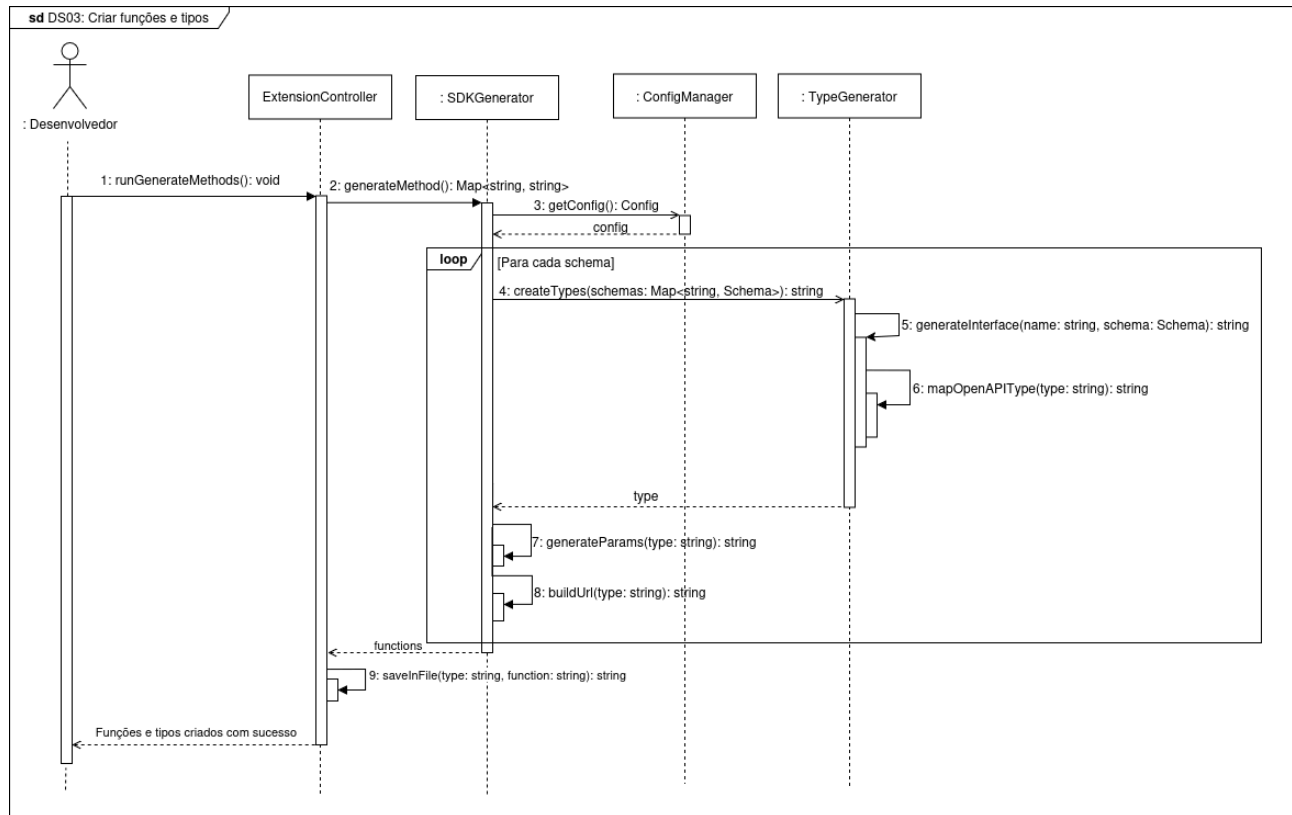 sd DS03: Criar funções e tipos
: Desenvolvedor
ExtensionController
: SDKGenerator
: ConfigManager
: TypeGenerator
1: runGenerateMethods(): void
2: generateMethod(): Map<string, string>
3: getConfig(): Config
config
loop
[Para cada schema]
4: createTypes(schemas: Map<string, Schema>): string
5: generateInterface(name: string, schema: Schema): string
6: mapOpenAPIType(type: string): string
type
7: generateParams(type: string): string
8: buildUrl(type: string): string
functions
9: saveInFile(type: string, function: string): string
Funções e tipos criados com sucesso